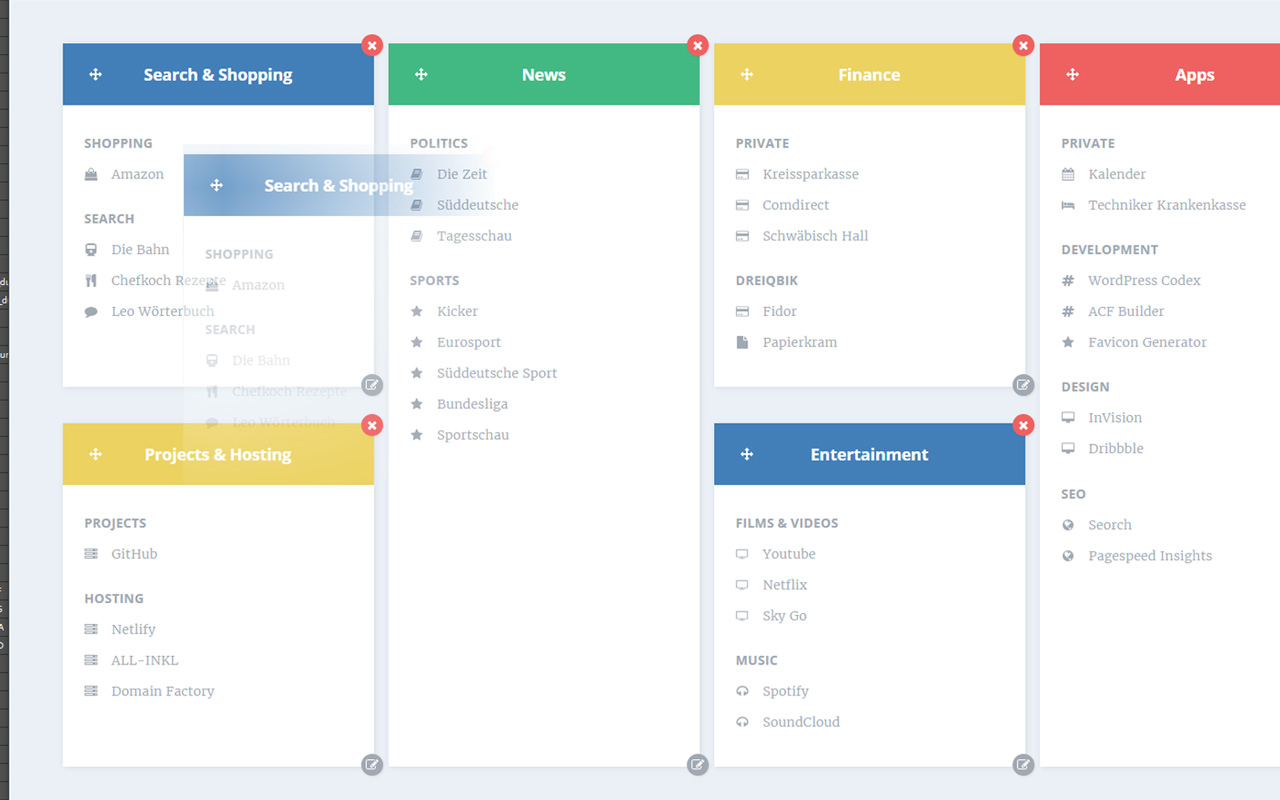 Search & Shopping
SHOPPING
Amazon
SEARCH
Die Bahn
Chefkoch Rezepte
Leo Wörterbuch
Search & Shopping
SHOPPING
Amazon
SEARCH
Die Bahn
Chefkoch Rezepte
Leo Wörterbuch
Projects & Hosting
PROJECTS
GitHub
HOSTING
Netlify
ALL-INKL
Domain Factory
News
POLITICS
Die Zeit
Süddeutsche
Tagesschau
SPORTS
Kicker
Eurosport
Süddeutsche Sport
Bundesliga
Sportschau
Finance
PRIVATE
Kreissparkasse
Comdirect
Schwäbisch Hall
DREIQBIK
Fidor
Papierkram
Entertainment
FILMS & VIDEOS
Youtube
Netflix
Sky Go
MUSIC
Spotify
SoundCloud
Apps
PRIVATE
Kalender
Techniker Krankenkasse
DEVELOPMENT
WordPress Codex
ACF Builder
Favicon Generator
DESIGN
InVision
Dribbble
SEO
Seorch
Pagespeed Insights